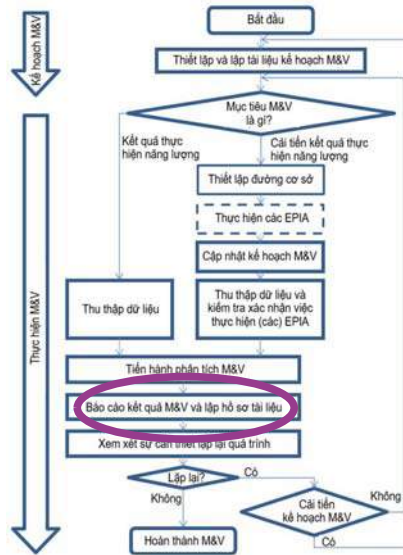 Bắt đầu
Kế hoạch M&V
Thiết lập và lập tài liệu kế hoạch M&V
Mục tiêu M&V
là gì?
Kết quả thực
hiện năng lượng
Cải tiến kết quả thực
hiện năng lượng
Thiết lập đường cơ sở
Thực hiện các EPIA
Cập nhật kế hoạch M&V
Thực hiện M&V
Thu thập dữ liệu
Thu thập dữ liệu và
kiểm tra xác nhận việc
thực hiện (các) EPIA
Tiến hành phân tích M&V
Báo cáo kết quả M&V và lập hồ sơ tài liệu
Xem xét sự cần thiết lập lại quá trình
Lặp lại?
Có
Không
Cải tiến
kế hoạch M&V
Không
Hoàn thành M&V
Có